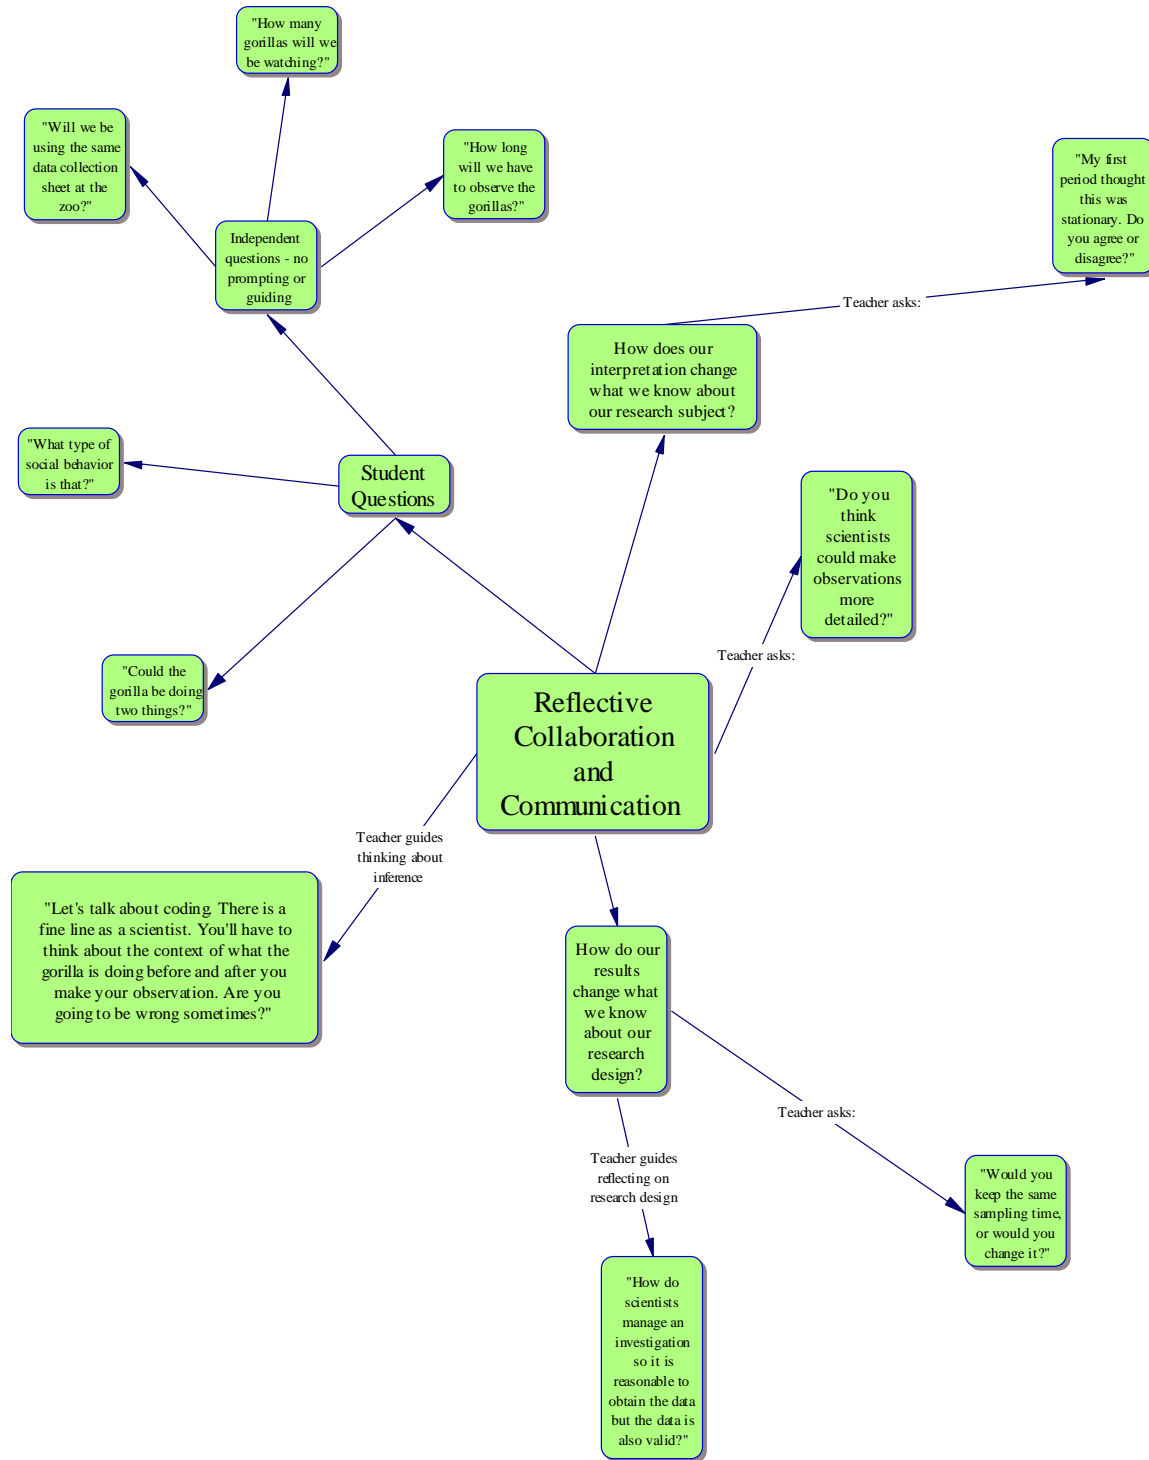 "How many
gorillas will we
be watching?"
"Will we be
using the same
data collection
sheet at the
zoo?"
"How long
will we have
to observe the
gorillas?"
"My first
period thought
this was
stationary. Do
you agree or
disagree?"
Independent
questions - no
prompting or
guiding
Teacher asks:
How does our
interpretation change
what we know about
our research subject?
"What type of
social behavior
is that?"
Student
Questions
"Do you
think
scientists
could make
observations
more
detailed?"
Teacher asks:
"Could the
gorilla be doing
two things?"
Reflective
Collaboration
and
Communication
Teacher guides
thinking about
inference
"Let's talk about coding. There is a
fine line as a scientist. You'll have to
think about the context of what the
gorilla is doing before and after you
make your observation. Are you
going to be wrong sometimes?"
How do our
results
change what
we know
about our
research
design?
Teacher asks:
Teacher guides
reflecting on
research design
"Would you
keep the same
sampling time,
or would you
change it?"
"How do
scientists
manage an
investigation
so it is
reasonable to
obtain the data
but the data is
also valid?"